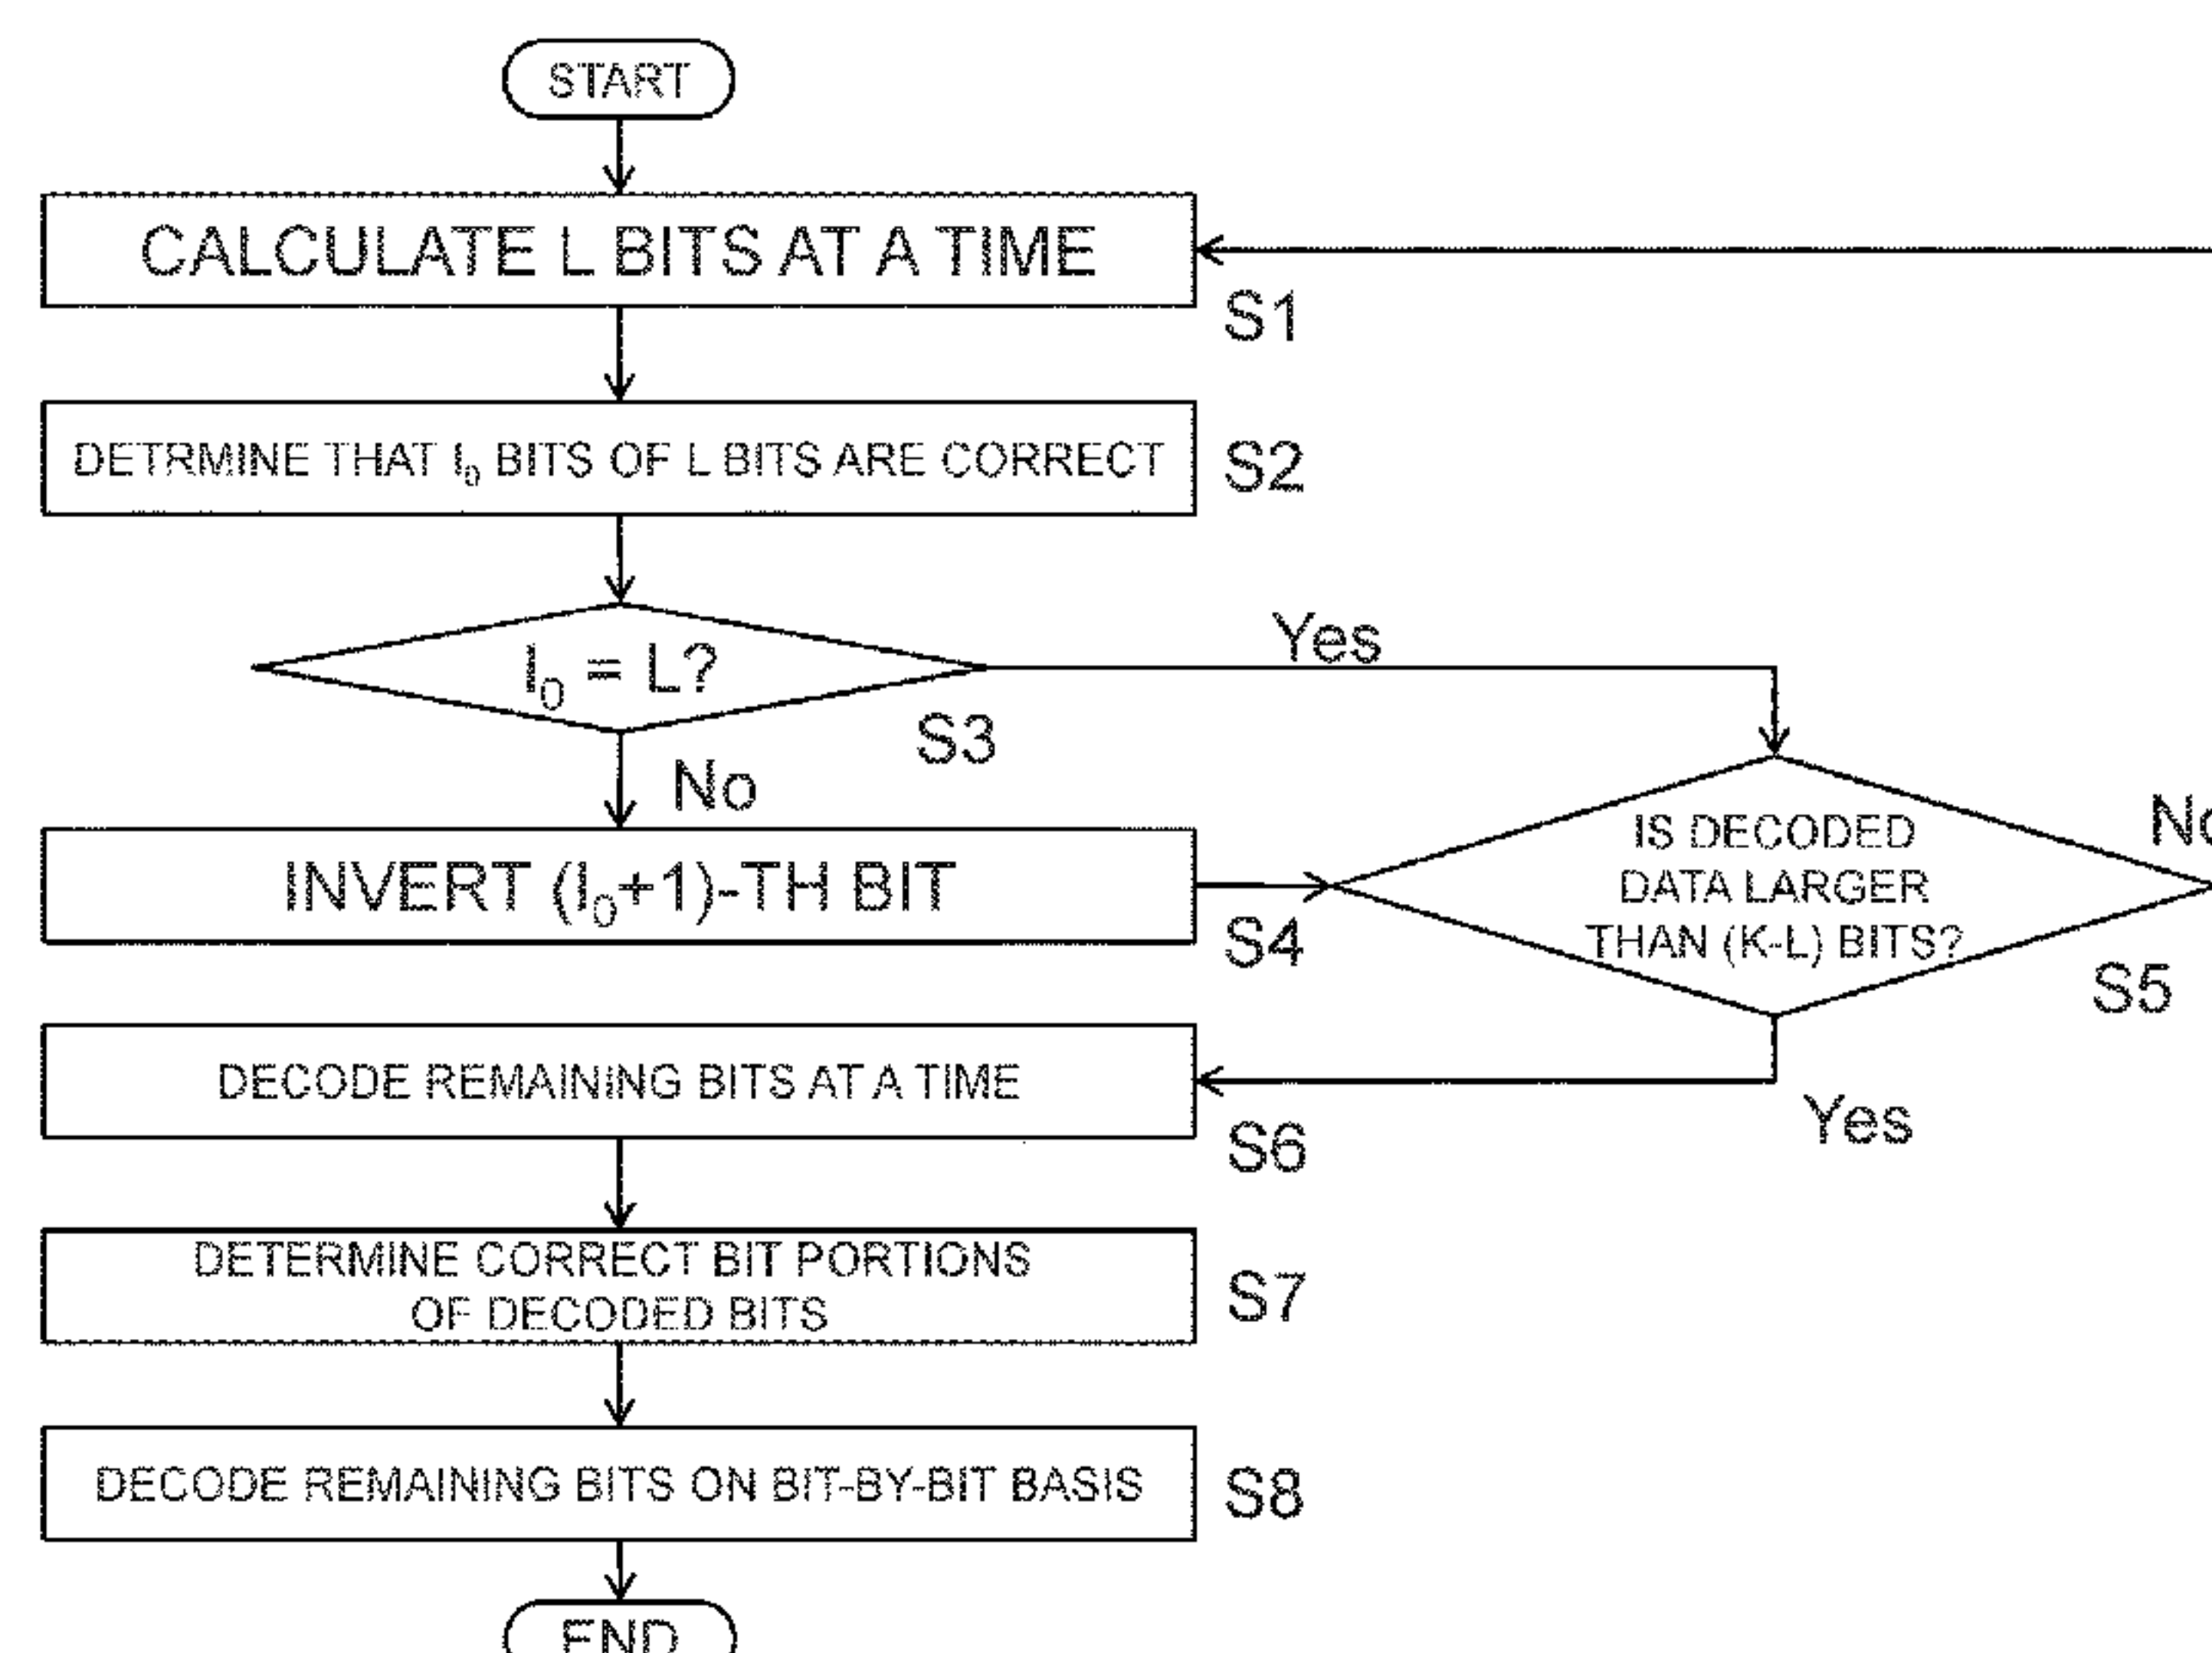 START
CALCULATE L BITS AT A TIME
S1
DETRMINE THAT I₀ BITS OF L BITS ARE CORRECT
S2
I₀ = L?
S3
Yes
No
INVERT (I₀+1)-TH BIT
S4
IS DECODED
DATA LARGER
THAN (K-L) BITS?
No
S5
Yes
DECODE REMAINING BITS AT A TIME
S6
DETERMINE CORRECT BIT PORTIONS
OF DECODED BITS
S7
DECODE REMAINING BITS ON BIT-BY-BIT BASIS
S8
END